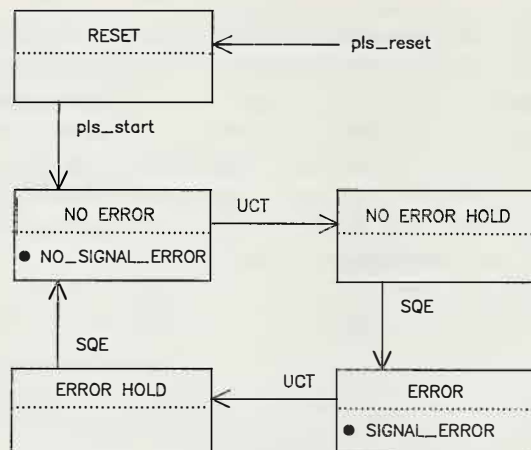 RESET
pls_reset
pls_start
UCT
NO ERROR
NO ERROR HOLD
● NO_SIGNAL_ERROR
SQE
SQE
UCT
ERROR HOLD
ERROR
● SIGNAL_ERROR